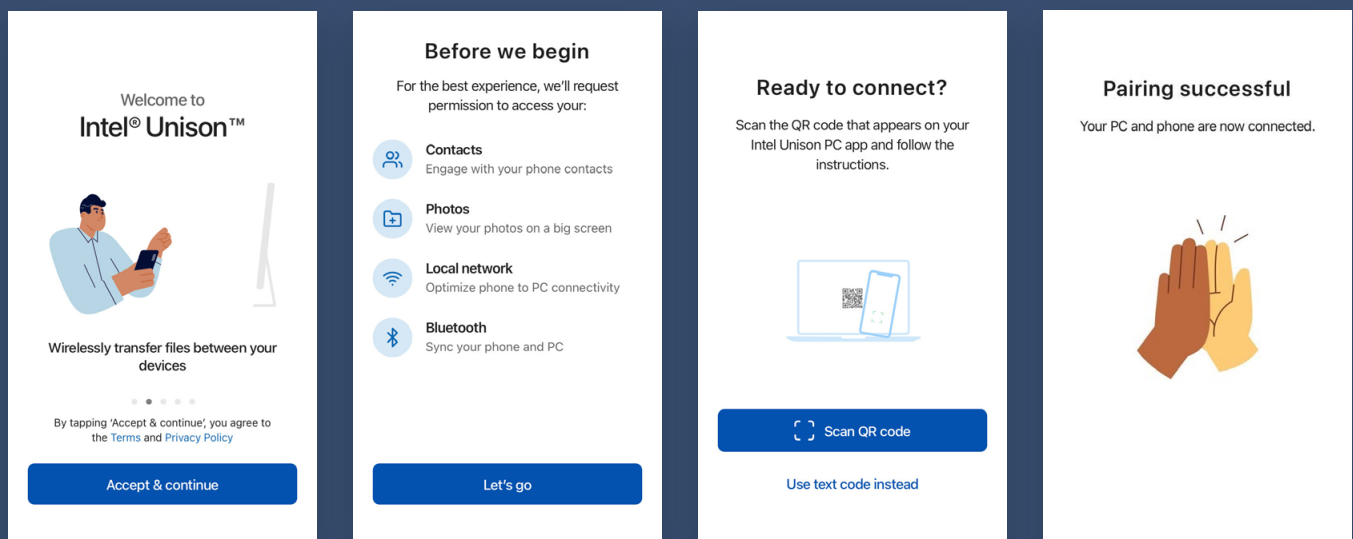 Welcome to
Intel® Unison™
Wirelessly transfer files between your
devices
By tapping ‘Accept & continue’, you agree to
the Terms and Privacy Policy
Accept & continue
Before we begin
For the best experience, we’ll request
permission to access your:
Contacts
Engage with your phone contacts
Photos
View your photos on a big screen
Local network
Optimize phone to PC connectivity
Bluetooth
Sync your phone and PC
Let’s go
Ready to connect?
Scan the QR code that appears on your
Intel Unison PC app and follow the
instructions.
Scan QR code
Use text code instead
Pairing successful
Your PC and phone are now connected.